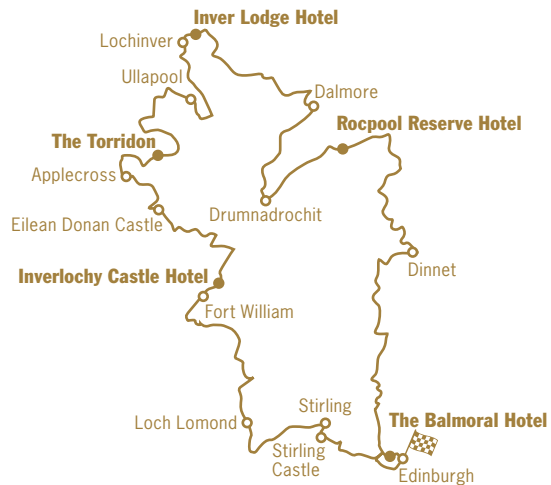 Inver Lodge Hotel
Lochinver
Ullapool
Dalmore
Rocpool Reserve Hotel
The Torridon
Applecross
Drumnadrochit
Eilean Donan Castle
Dinnet
Inverlochy Castle Hotel
Fort William
Stirling
Loch Lomond
The Balmoral Hotel
Stirling
Castle
Edinburgh